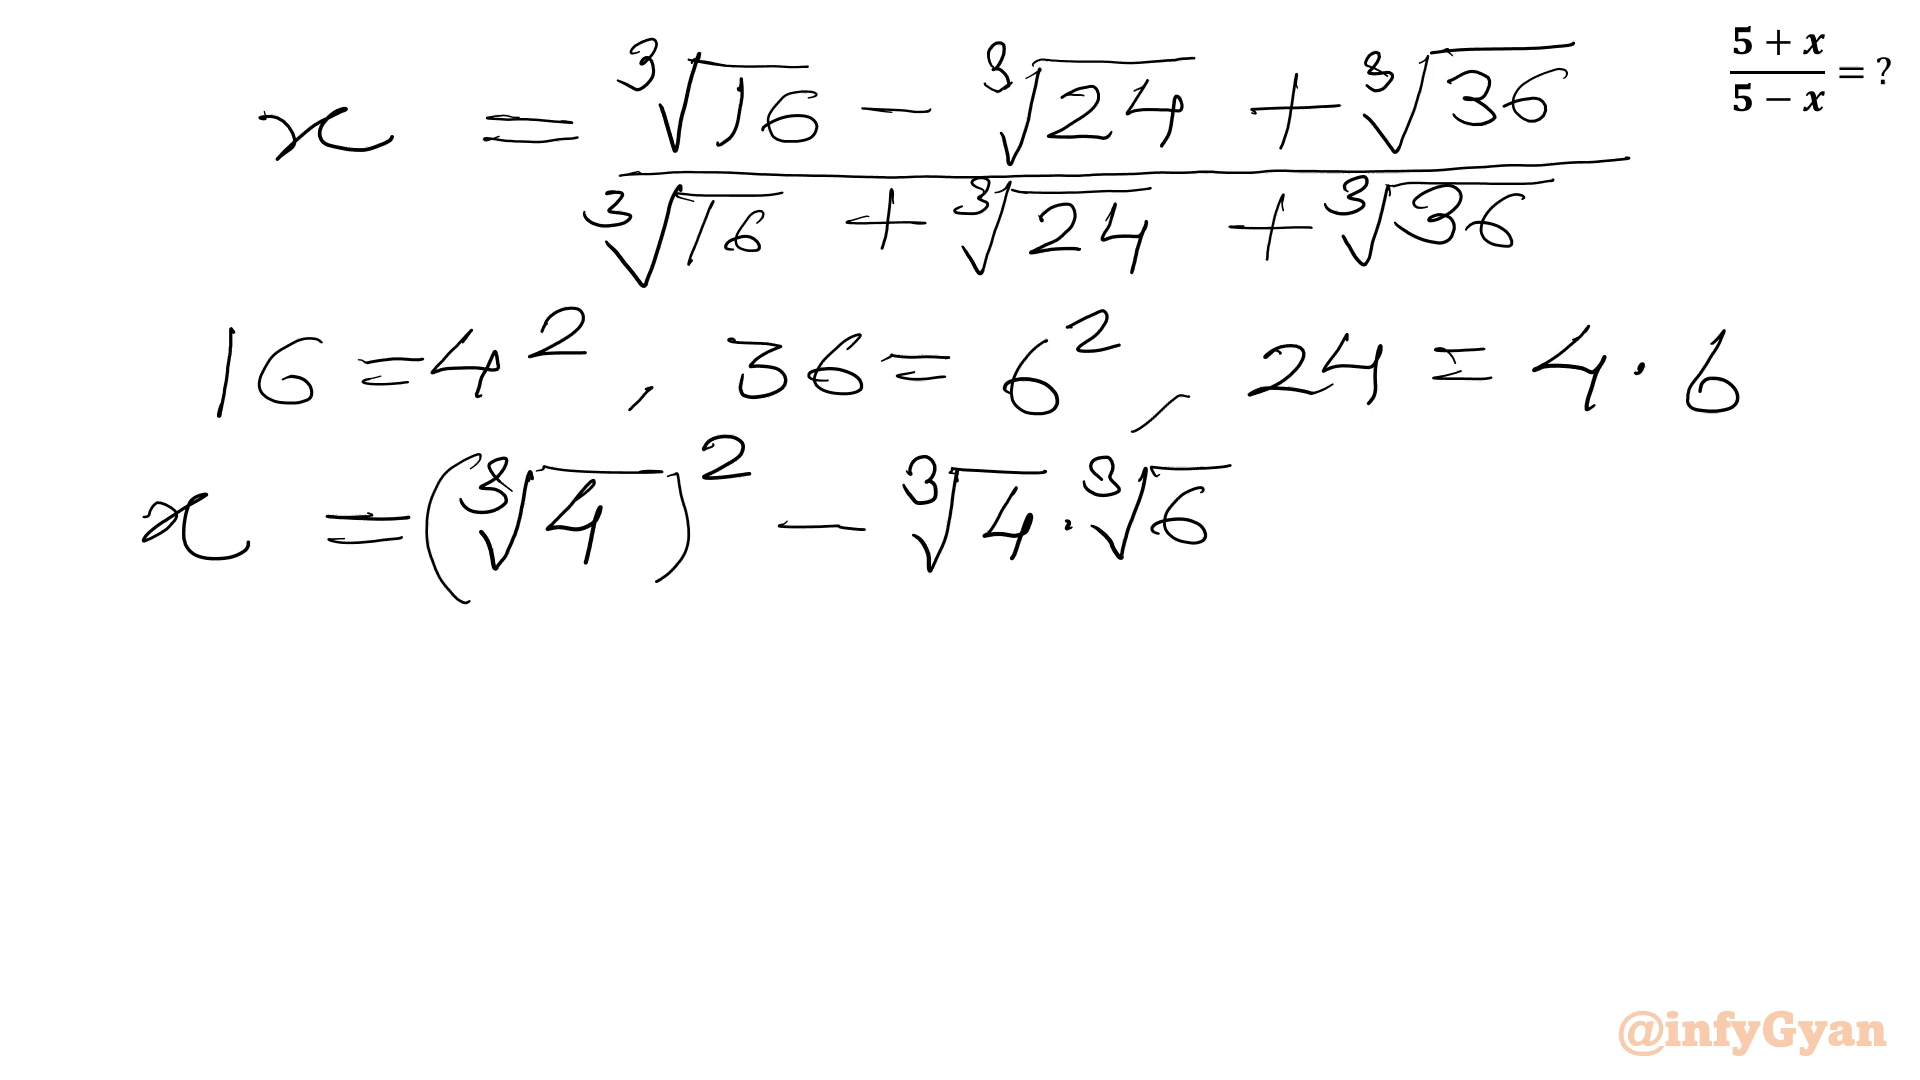 x = (∛16 − ∛24 + ∛36) / (∛16 + ∛24 + ∛36)
(5 + x) / (5 − x) = ?
16 = 4², 36 = 6², 24 = 4 · 6
x = (∛4)² − ∛4 · ∛6
@infyGyan